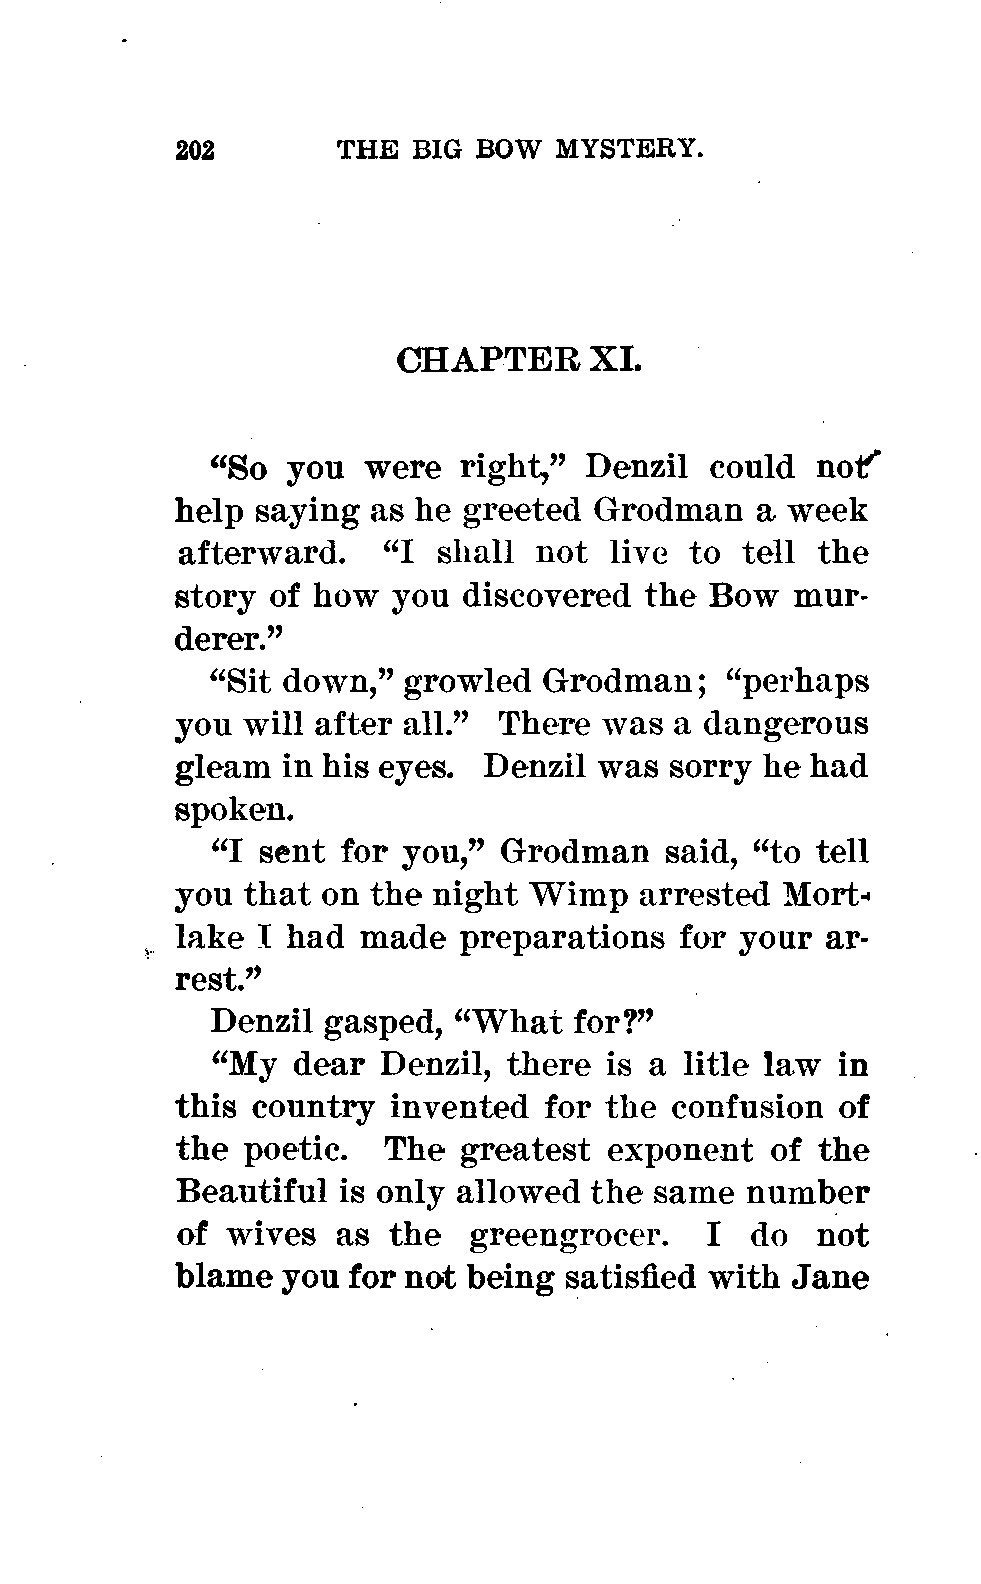 202 THE BIG BOW MYSTERY.
CHAPTER XI.
“So you were right,” Denzil could not
help saying as he greeted Grodman a week
afterward. “I shall not live to tell the
story of how you discovered the Bow mur-
derer.”
“Sit down,” growled Grodman; “perhaps
you will after all.” There was a dangerous
gleam in his eyes. Denzil was sorry he had
spoken.
“I sent for you,” Grodman said, “to tell
you that on the night Wimp arrested Mort-
lake I had made preparations for your ar-
rest.”
Denzil gasped, “What for?”
“My dear Denzil, there is a litle law in
this country invented for the confusion of
the poetic. The greatest exponent of the
Beautiful is only allowed the same number
of wives as the greengrocer. I do not
blame you for not being satisfied with Jane